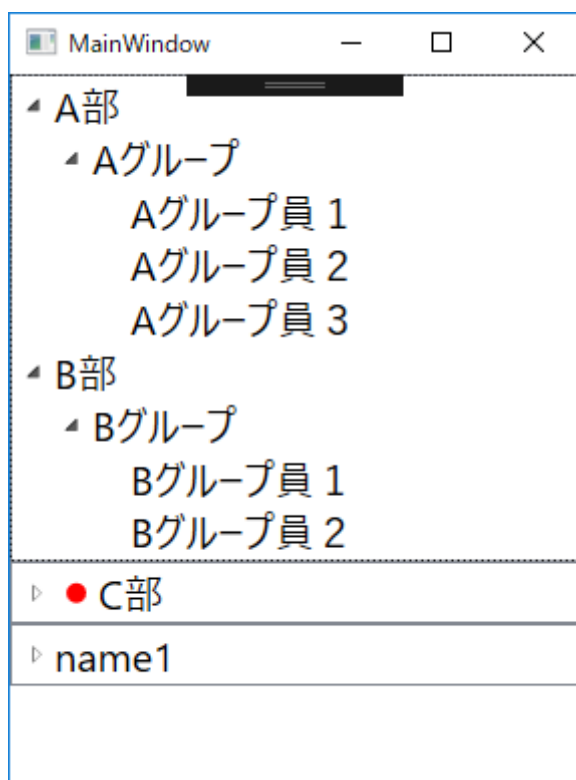 MainWindow
A部
Aグループ
Aグループ員 1
Aグループ員 2
Aグループ員 3
B部
Bグループ
Bグループ員 1
Bグループ員 2
C部
name1